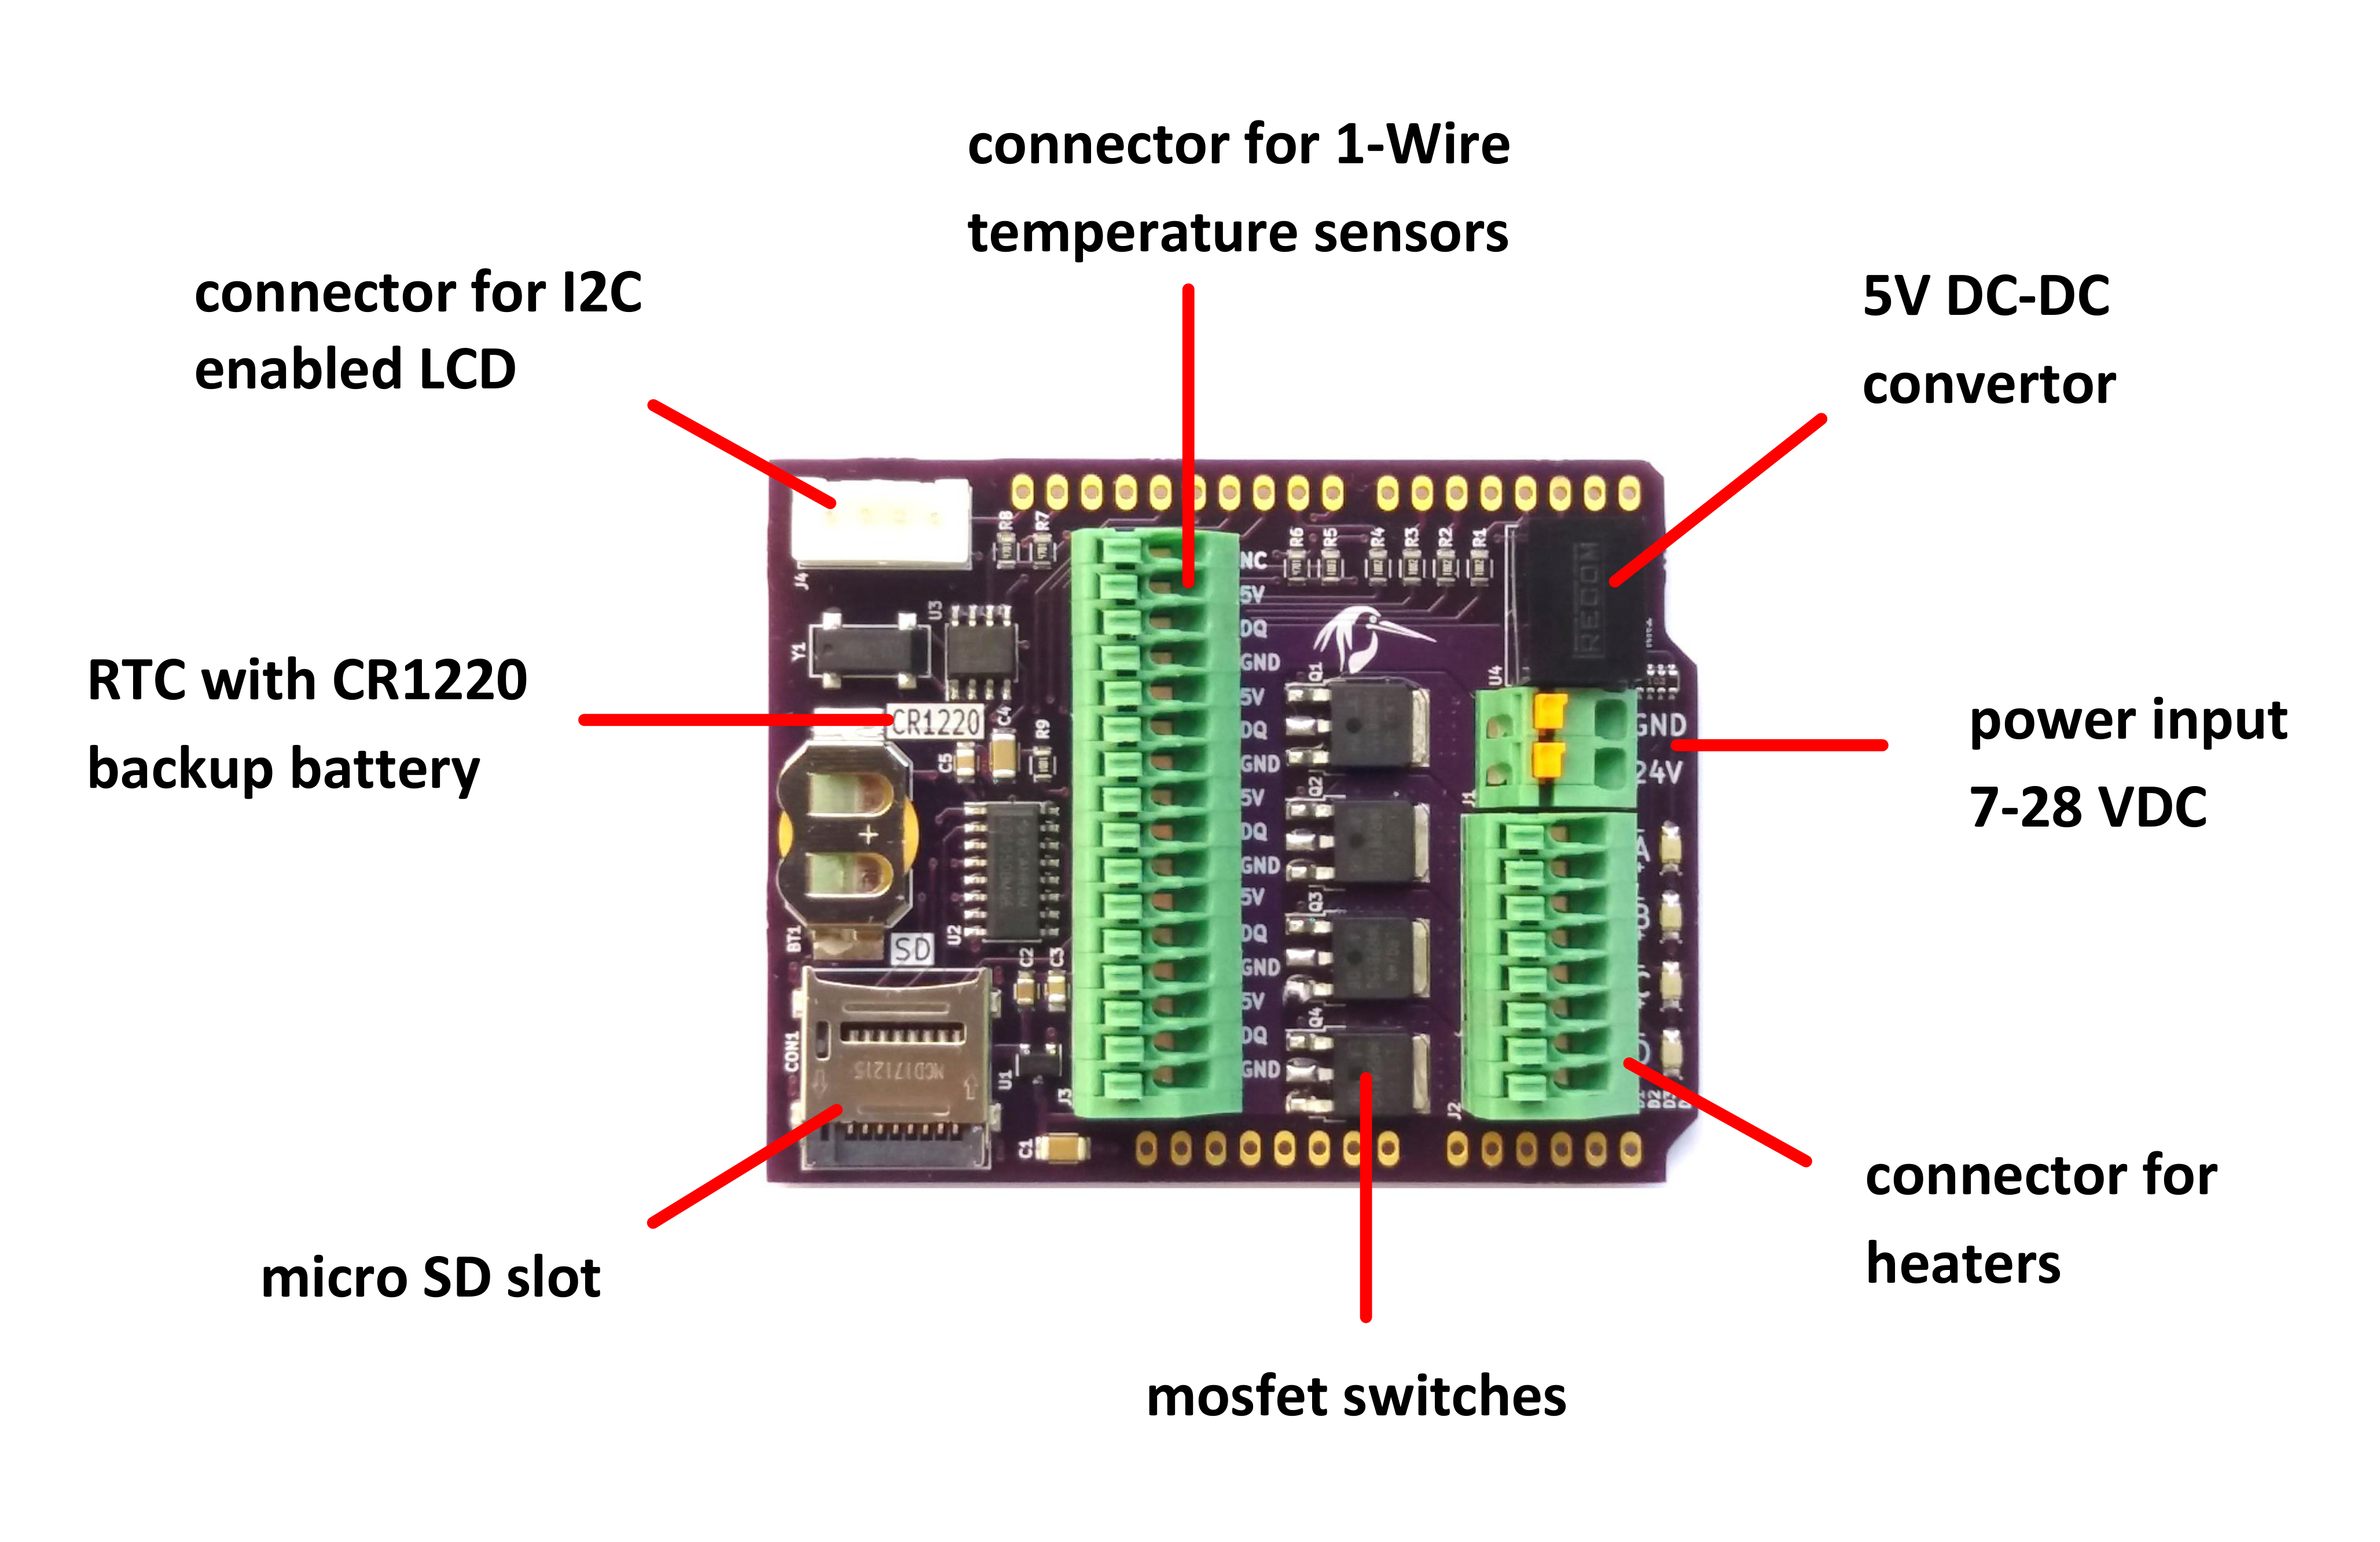 connector for 1-Wire
temperature sensors
connector for I2C
enabled LCD
5V DC-DC
convertor
RTC with CR1220
backup battery
power input
7-28 VDC
micro SD slot
connector for
heaters
mosfet switches
J4
R8
R7
R6
R5
R4
R3
R2
R1
NC
5V
DQ
GND
5V
DQ
GND
5V
DQ
GND
5V
DQ
GND
5V
DQ
GND
U3
Y1
CR1220
C4
C5
R9
+
BT1
SD
U2
C2
C3
CON1
NCD171215
U1
J3
C1
Q1
Q2
Q3
Q4
RECOM
U4
GND
24V
J1
A
B
C
D
J2